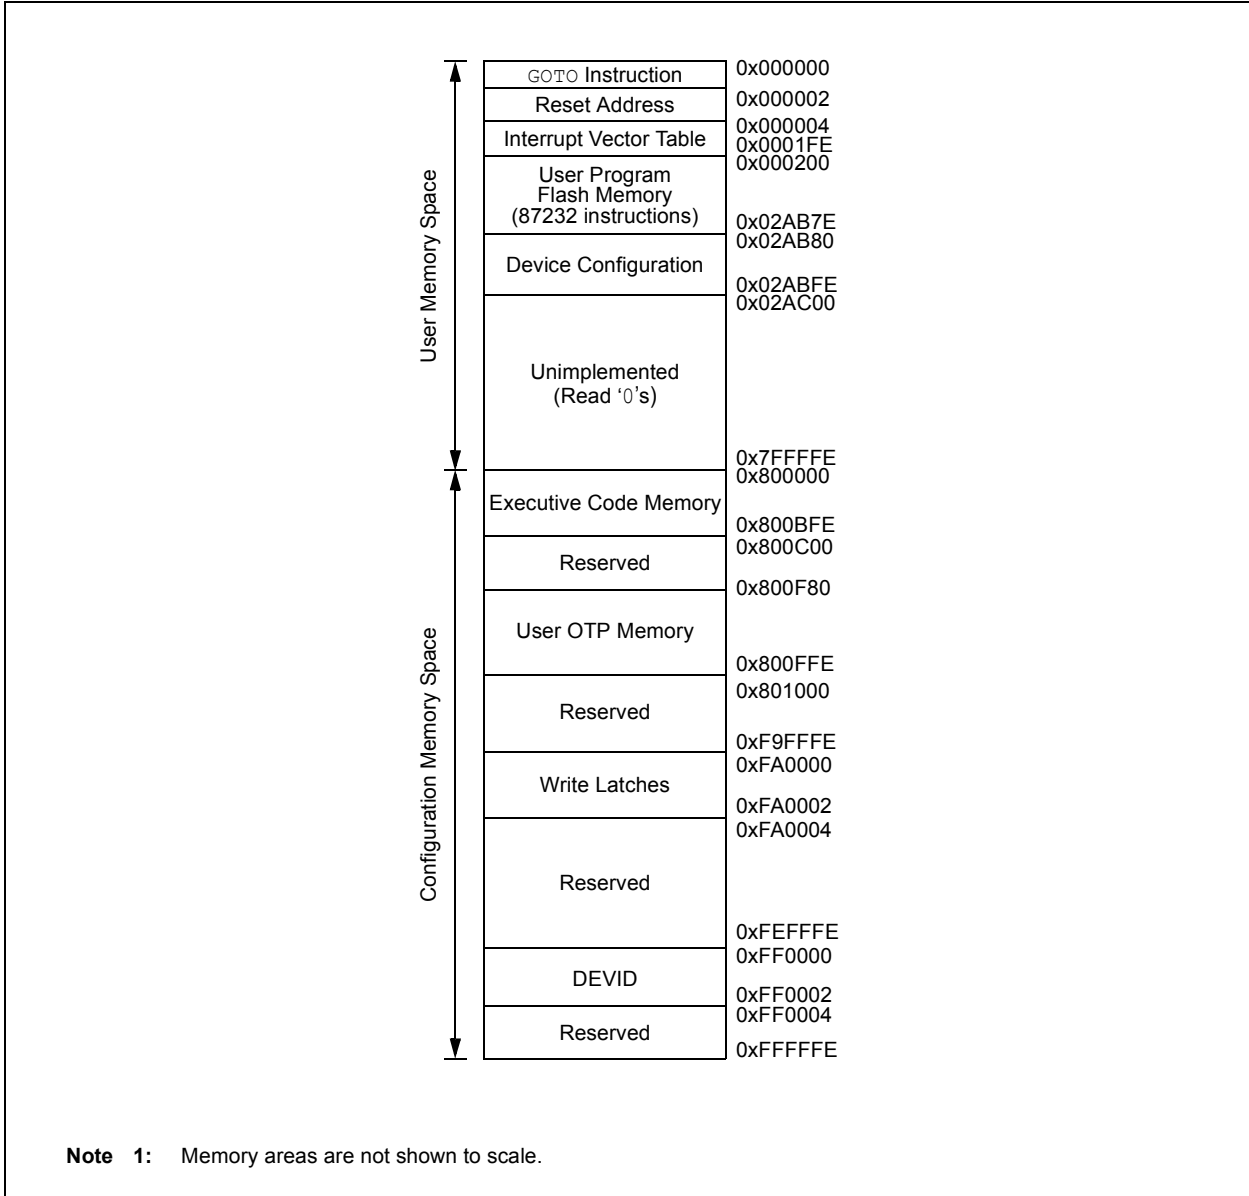 GOTO Instruction
0x000000
Reset Address
0x000002
Interrupt Vector Table
0x000004
0x0001FE
User Program
Flash Memory
(87232 instructions)
0x000200
0x02AB7E
Device Configuration
0x02AB80
0x02ABFE
Unimplemented
(Read ‘0’s)
0x02AC00
0x7FFFFE
User Memory Space
Executive Code Memory
0x800000
0x800BFE
Reserved
0x800C00
User OTP Memory
0x800F80
0x800FFE
Reserved
0x801000
0xF9FFFE
Write Latches
0xFA0000
0xFA0002
Reserved
0xFA0004
0xFEFFFE
DEVID
0xFF0000
0xFF0002
Reserved
0xFF0004
0xFFFFFE
Configuration Memory Space
Note 1: Memory areas are not shown to scale.